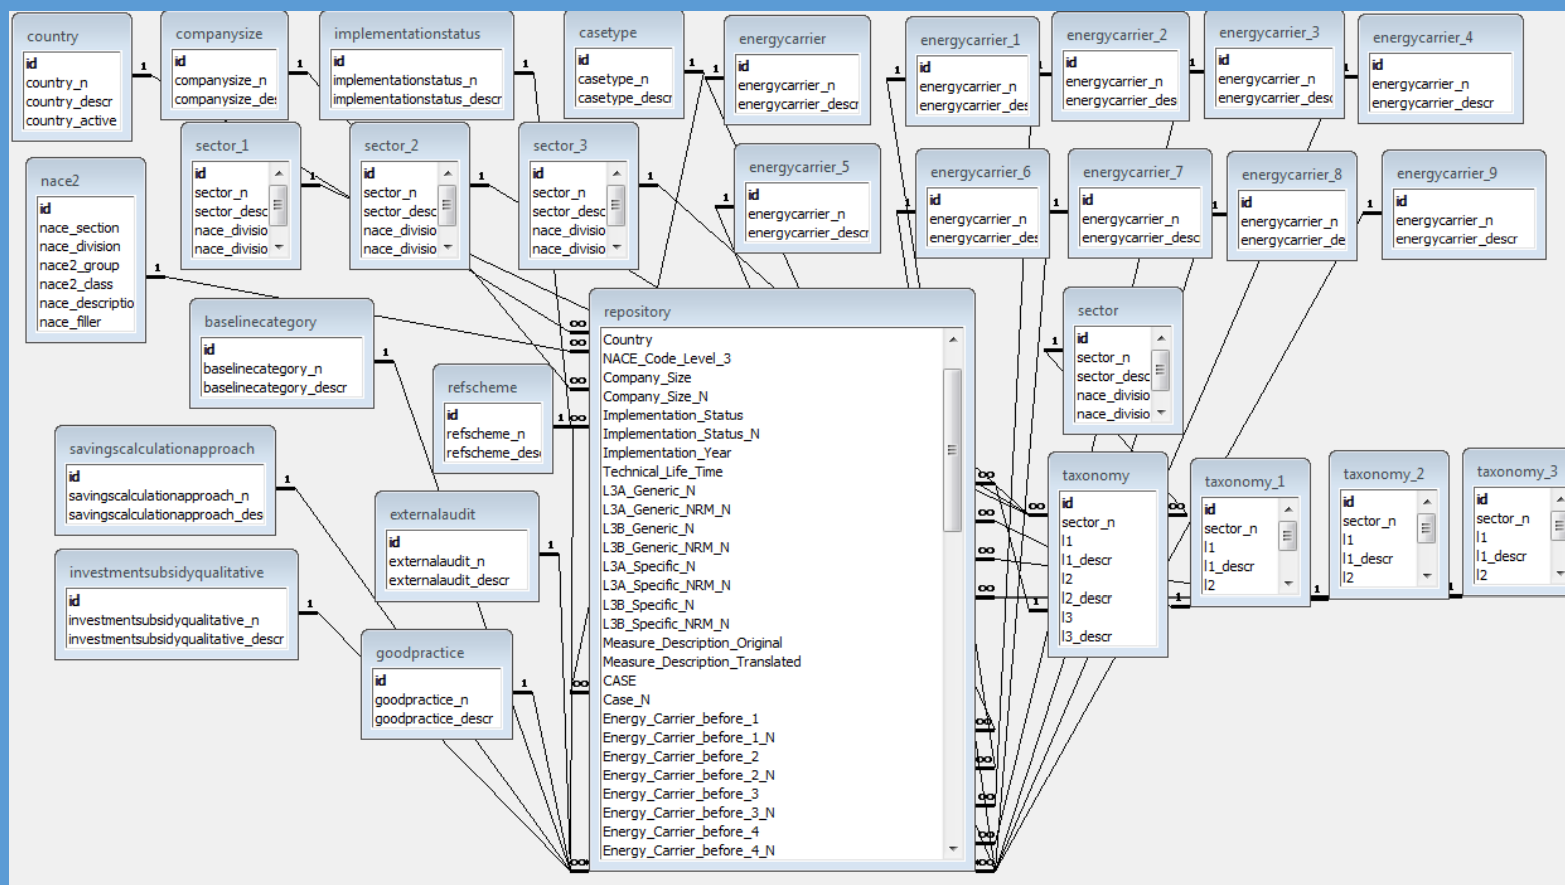 country
id
country_n
country_descr
country_active
companysize
id
companysize_n
companysize_des
implementationstatus
id
implementationstatus_n
implementationstatus_descr
casetype
id
casetype_n
casetype_descr
energycarrier
id
energycarrier_n
energycarrier_descr
energycarrier_1
id
energycarrier_n
energycarrier_des
energycarrier_2
id
energycarrier_n
energycarrier_des
energycarrier_3
id
energycarrier_n
energycarrier_desc
energycarrier_4
id
energycarrier_n
energycarrier_descr
nace2
id
nace_section
nace_division
nace2_group
nace2_class
nace_descriptio
nace_filler
sector_1
id
sector_n
sector_desc
nace_divisio
nace_divisio
sector_2
id
sector_n
sector_desc
nace_divisio
nace_divisio
sector_3
id
sector_n
sector_desc
nace_divisio
nace_divisio
energycarrier_5
id
energycarrier_n
energycarrier_descr
energycarrier_6
id
energycarrier_n
energycarrier_des
energycarrier_7
id
energycarrier_n
energycarrier_desc
energycarrier_8
id
energycarrier_n
energycarrier_de
energycarrier_9
id
energycarrier_n
energycarrier_descr
baselinecategory
id
baselinecategory_n
baselinecategory_descr
refscheme
id
refscheme_n
refscheme_desc
savingscalculationapproach
id
savingscalculationapproach_n
savingscalculationapproach_des
externalaudit
id
externalaudit_n
externalaudit_descr
investmentsubsidyqualitative
id
investmentsubsidyqualitative_n
investmentsubsidyqualitative_descr
goodpractice
id
goodpractice_n
goodpractice_descr
repository
Country
NACE_Code_Level_3
Company_Size
Company_Size_N
Implementation_Status
Implementation_Status_N
Implementation_Year
Technical_Life_Time
L3A_Generic_N
L3A_Generic_NRM_N
L3B_Generic_N
L3B_Generic_NRM_N
L3A_Specific_N
L3A_Specific_NRM_N
L3B_Specific_N
L3B_Specific_NRM_N
Measure_Description_Original
Measure_Description_Translated
CASE
Case_N
Energy_Carrier_before_1
Energy_Carrier_before_1_N
Energy_Carrier_before_2
Energy_Carrier_before_2_N
Energy_Carrier_before_3
Energy_Carrier_before_3_N
Energy_Carrier_before_4
Energy_Carrier_before_4_N
sector
id
sector_n
sector_desc
nace_divisio
nace_divisio
taxonomy
id
sector_n
l1
l1_descr
l2
l2_descr
l3
l3_descr
taxonomy_1
id
sector_n
l1
l1_descr
l2
taxonomy_2
id
sector_n
l1
l1_descr
l2
taxonomy_3
id
sector_n
l1
l1_descr
l2